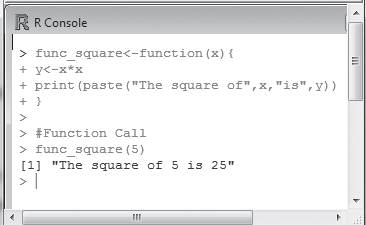 R Console
> func_square<-function(x){
+ y<-x*x
+ print(paste("The square of",x,"is",y))
+ }
>
> #Function Call
> func_square(5)
[1] "The square of 5 is 25"
>